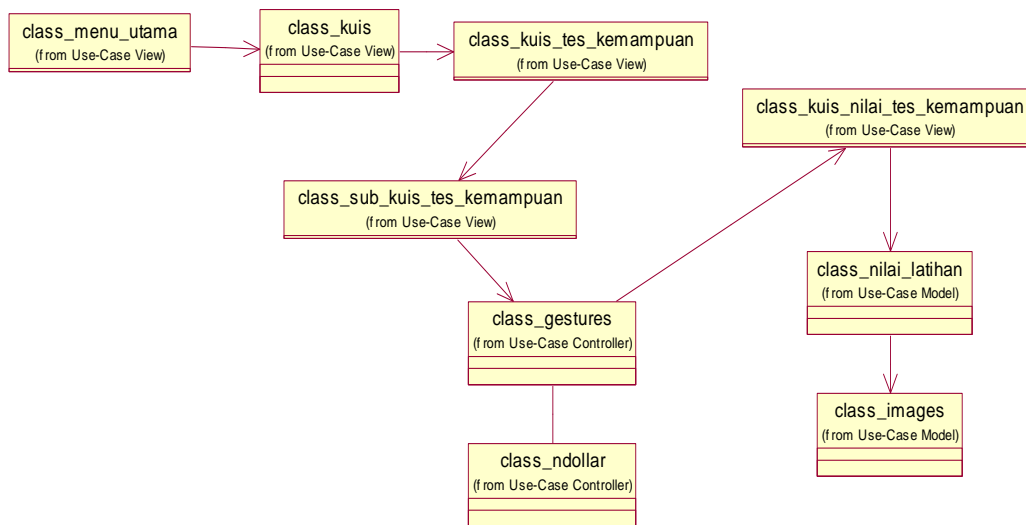 class_menu_utama
(from Use-Case View)
class_kuis
(from Use-Case View)
class_kuis_tes_kemampuan
(from Use-Case View)
class_kuis_nilai_tes_kemampuan
(from Use-Case View)
class_sub_kuis_tes_kemampuan
(from Use-Case View)
class_nilai_latihan
(from Use-Case Model)
class_gestures
(from Use-Case Controller)
class_images
(from Use-Case Model)
class_ndollar
(from Use-Case Controller)